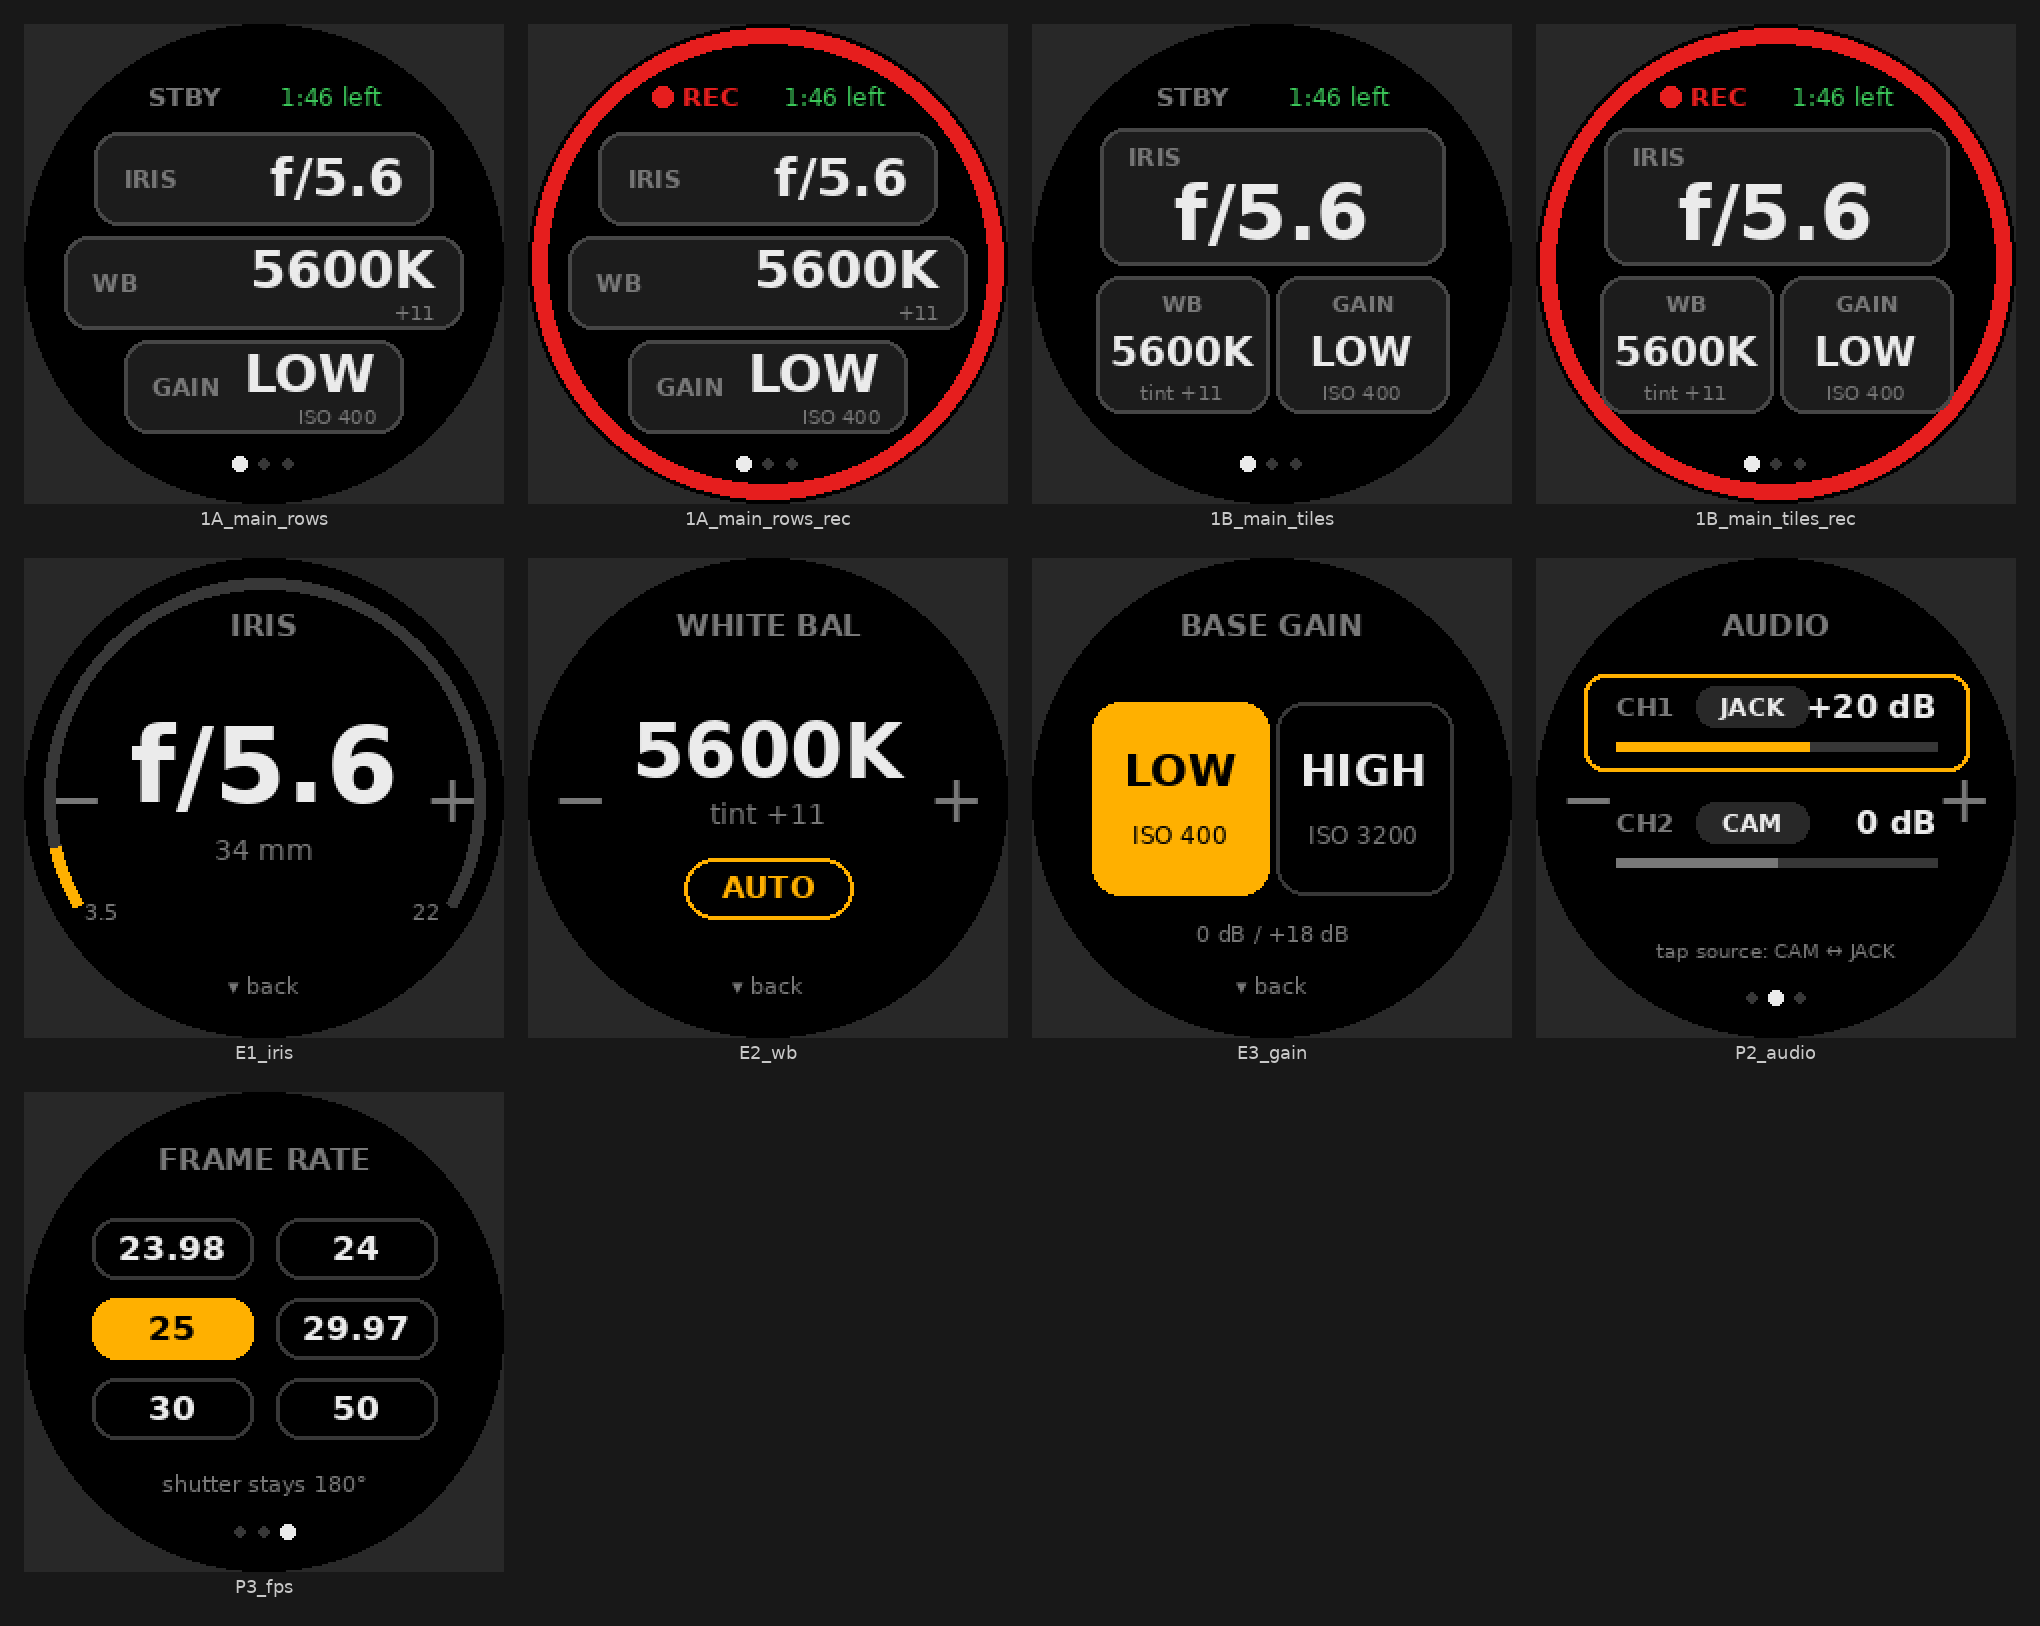 STBY 1:46 left
IRIS f/5.6
WB 5600K
+11
GAIN LOW
ISO 400
1A_main_rows
REC 1:46 left
IRIS f/5.6
WB 5600K
+11
GAIN LOW
ISO 400
1A_main_rows_rec
STBY 1:46 left
IRIS
f/5.6
WB GAIN
5600K LOW
tint +11 ISO 400
1B_main_tiles
REC 1:46 left
IRIS
f/5.6
WB GAIN
5600K LOW
tint +11 ISO 400
1B_main_tiles_rec
IRIS
− f/5.6 +
34 mm
3.5 22
▾ back
E1_iris
WHITE BAL
5600K
− tint +11 +
AUTO
▾ back
E2_wb
BASE GAIN
LOW HIGH
ISO 400 ISO 3200
0 dB / +18 dB
▾ back
E3_gain
AUDIO
CH1 JACK +20 dB
− +
CH2 CAM 0 dB
tap source: CAM ↔ JACK
P2_audio
FRAME RATE
23.98 24
25 29.97
30 50
shutter stays 180°
P3_fps